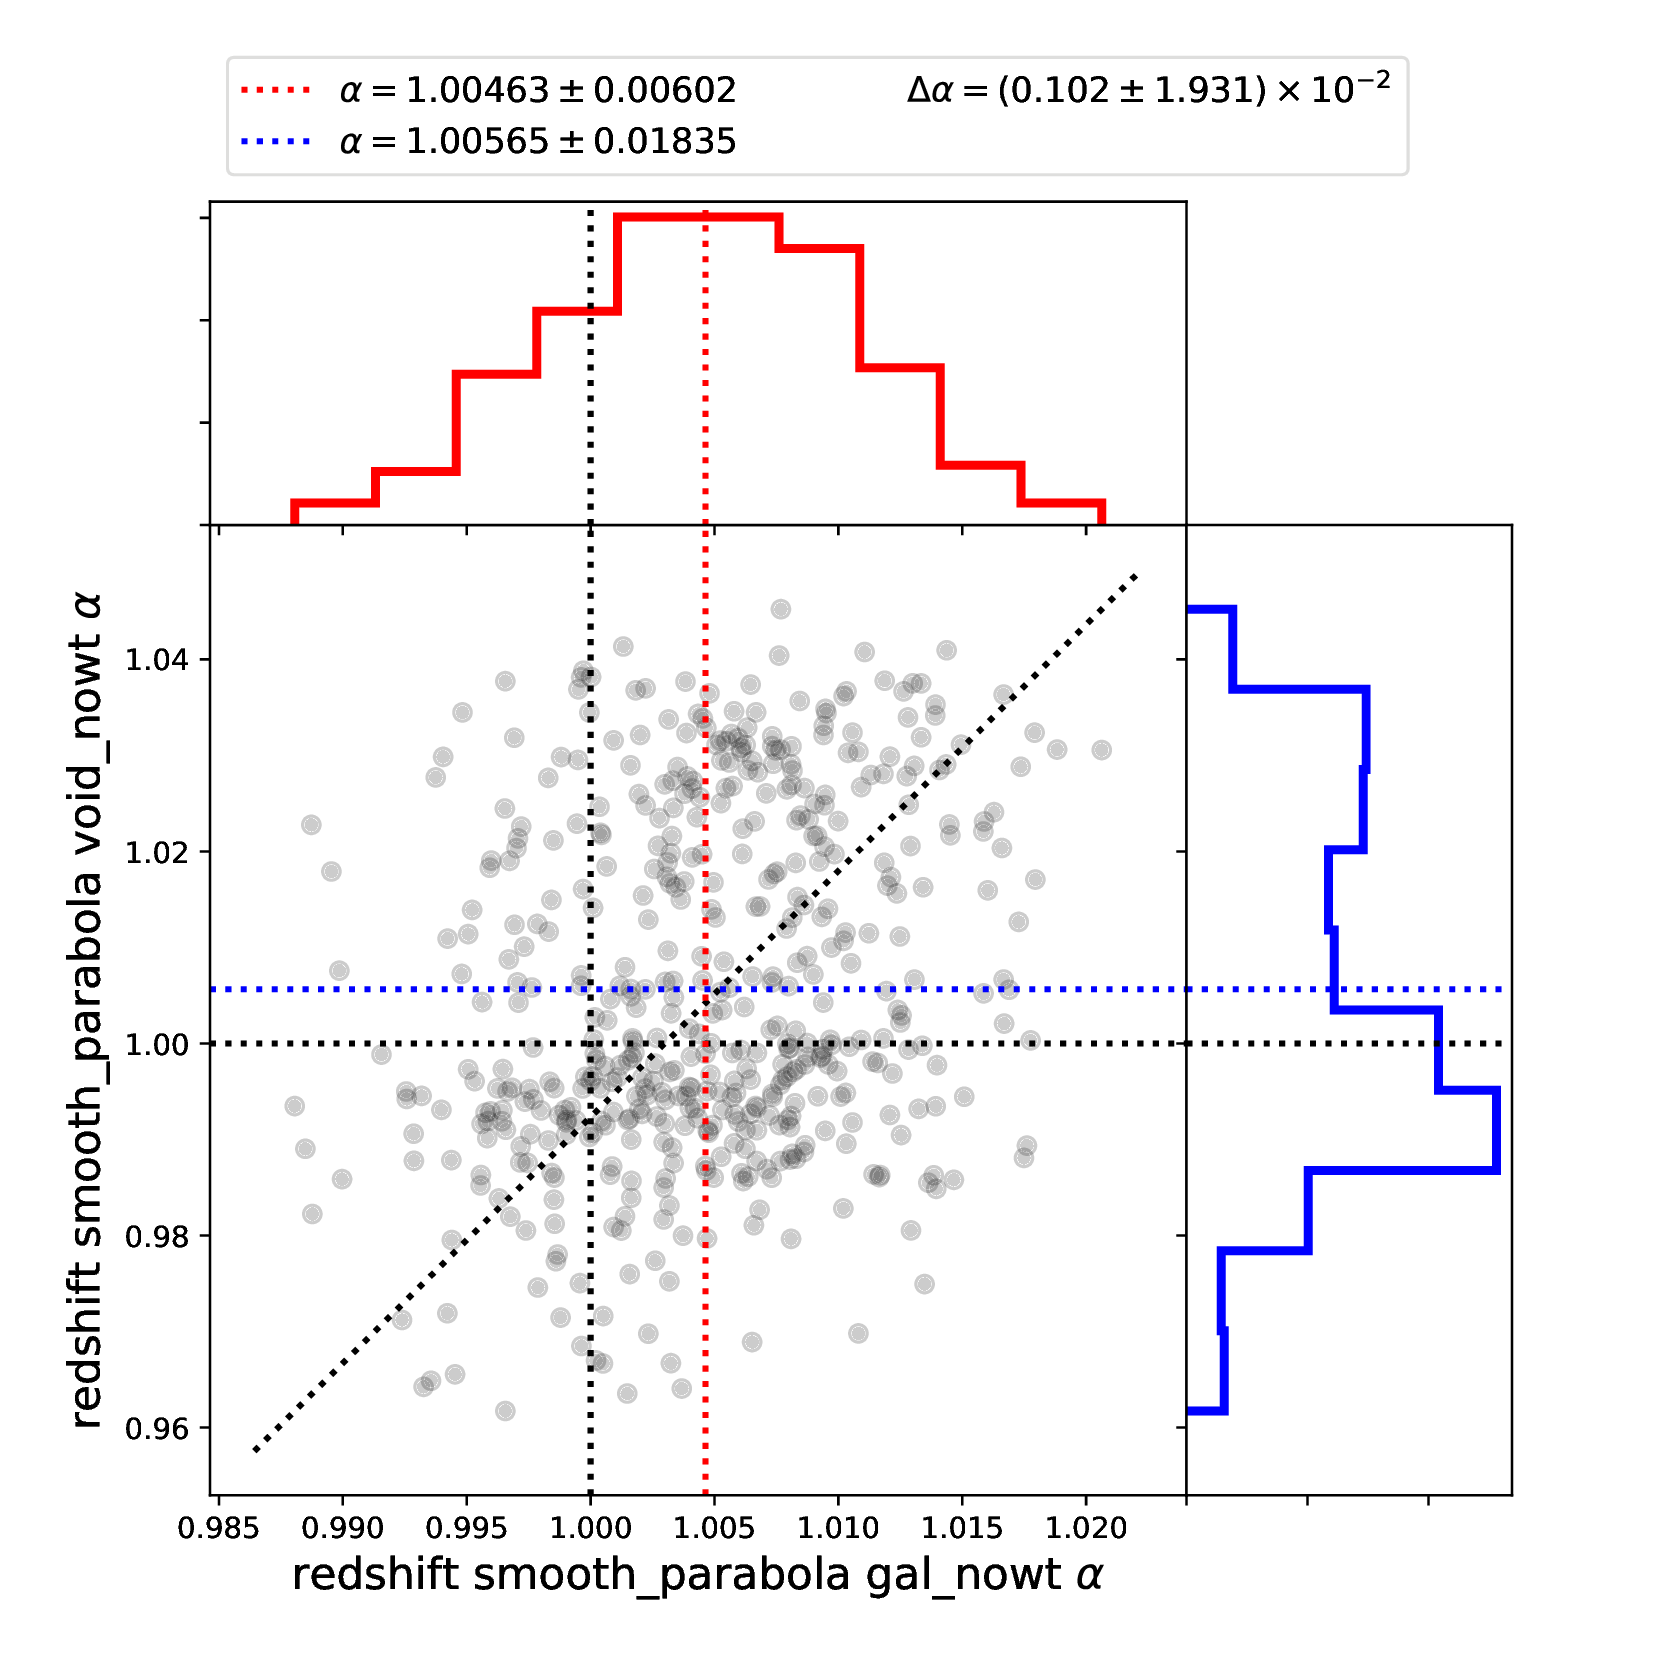 α = 1.00463 ± 0.00602 Δα = (0.102 ± 1.931) × 10⁻²
α = 1.00565 ± 0.01835
redshift smooth_parabola void_nowt α
1.04
1.02
1.00
0.98
0.96
0.985 0.990 0.995 1.000 1.005 1.010 1.015 1.020
redshift smooth_parabola gal_nowt α